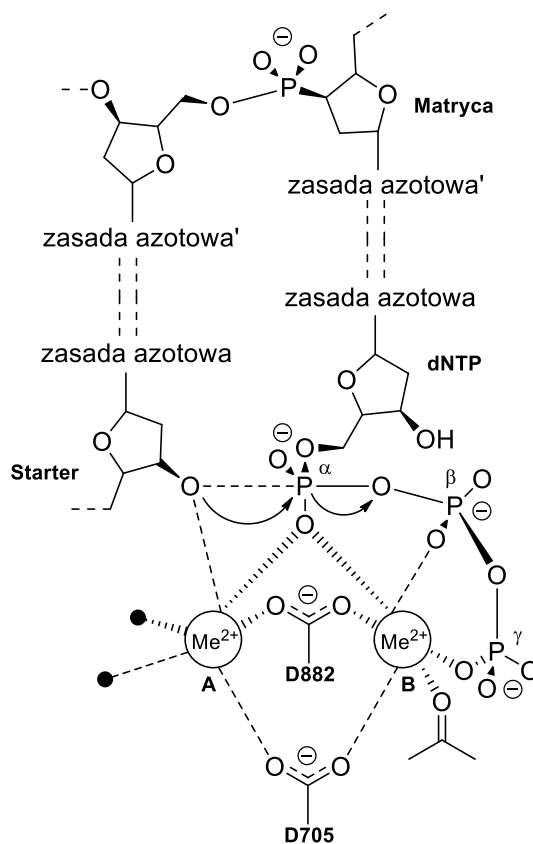 O
O
O
P
O
O
O
O
Matryca
zasada azotowa'
zasada azotowa'
zasada azotowa
zasada azotowa
dNTP
O
O
O
O
OH
Starter
O
P
α
O
O
β
P
O
O
O
O
γ
P
O
O
O
Me2+
A
O
O
D882
Me2+
B
O
O
O
D705